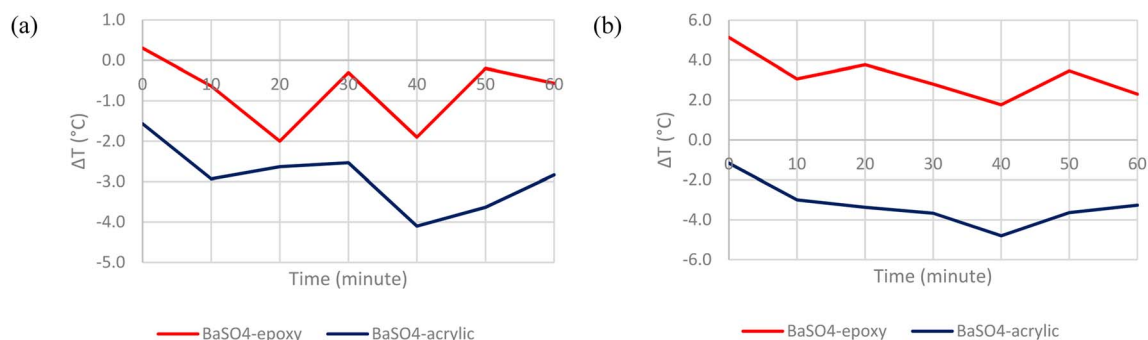 (a)
1.0
0.0
-1.0
-2.0
-3.0
-4.0
-5.0
0 10 20 30 40 50 60
ΔT (°C)
Time (minute)
BaSO4-epoxy BaSO4-acrylic
(b)
6.0
4.0
2.0
0.0
-2.0
-4.0
-6.0
0 10 20 30 40 50 60
ΔT (°C)
Time (minute)
BaSO4-epoxy BaSO4-acrylic